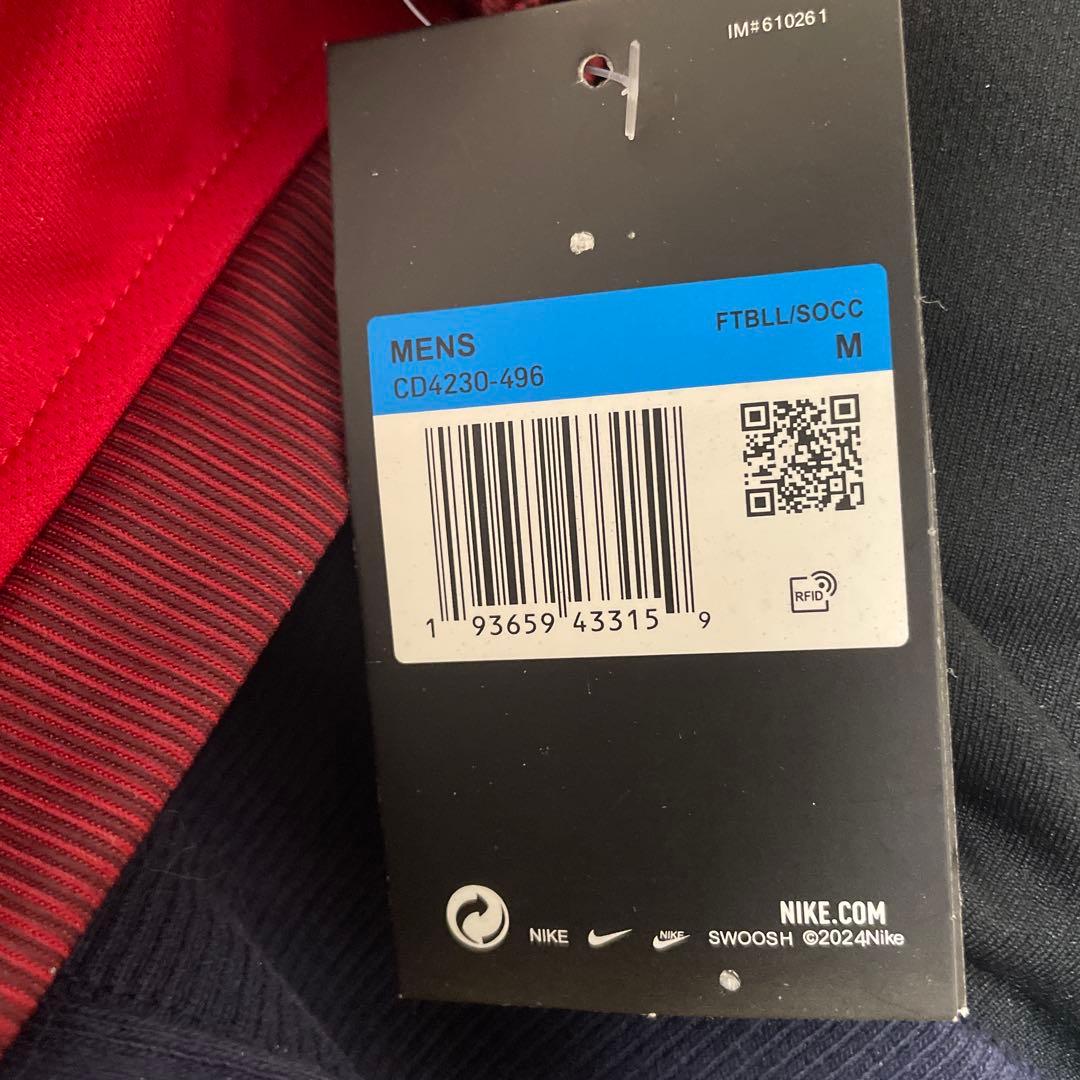 IM#610261
FTBLL/SOCC
MENS M
CD4230-496
1 93659 43315 9
RFID
NIKE.COM
NIKE NIKE SWOOSH ©2024Nike